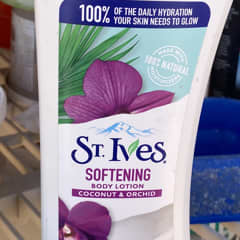 100% OF THE DAILY HYDRATION
YOUR SKIN NEEDS TO GLOW
MADE WITH
100% NATURAL
MOISTURIZERS
ST. IVES
SOFTENING
BODY LOTION
COCONUT & ORCHID